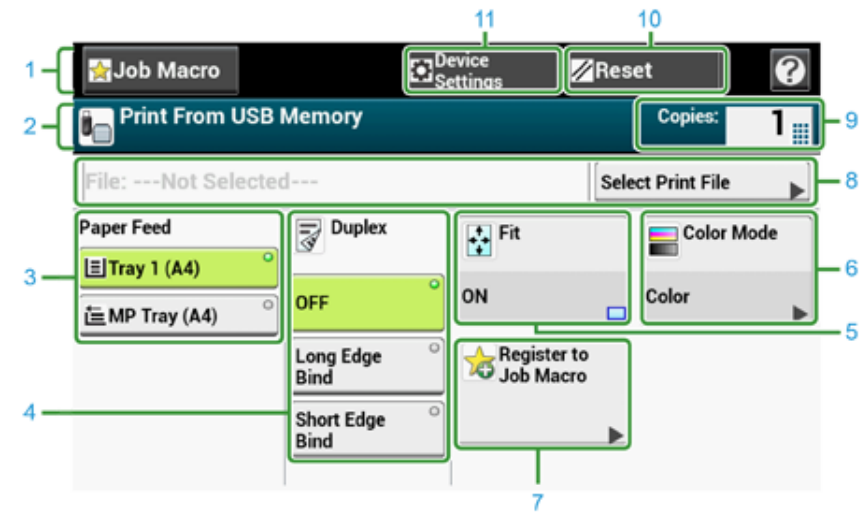 11
10
1
Job Macro
Device
Settings
Reset
?
2
Print From USB Memory
Copies:
1
9
File: ---Not Selected---
Select Print File
8
Paper Feed
Duplex
Fit
Color Mode
3
Tray 1 (A4)
6
MP Tray (A4)
OFF
ON
Color
5
Long Edge
Bind
Register to
Job Macro
4
Short Edge
Bind
7